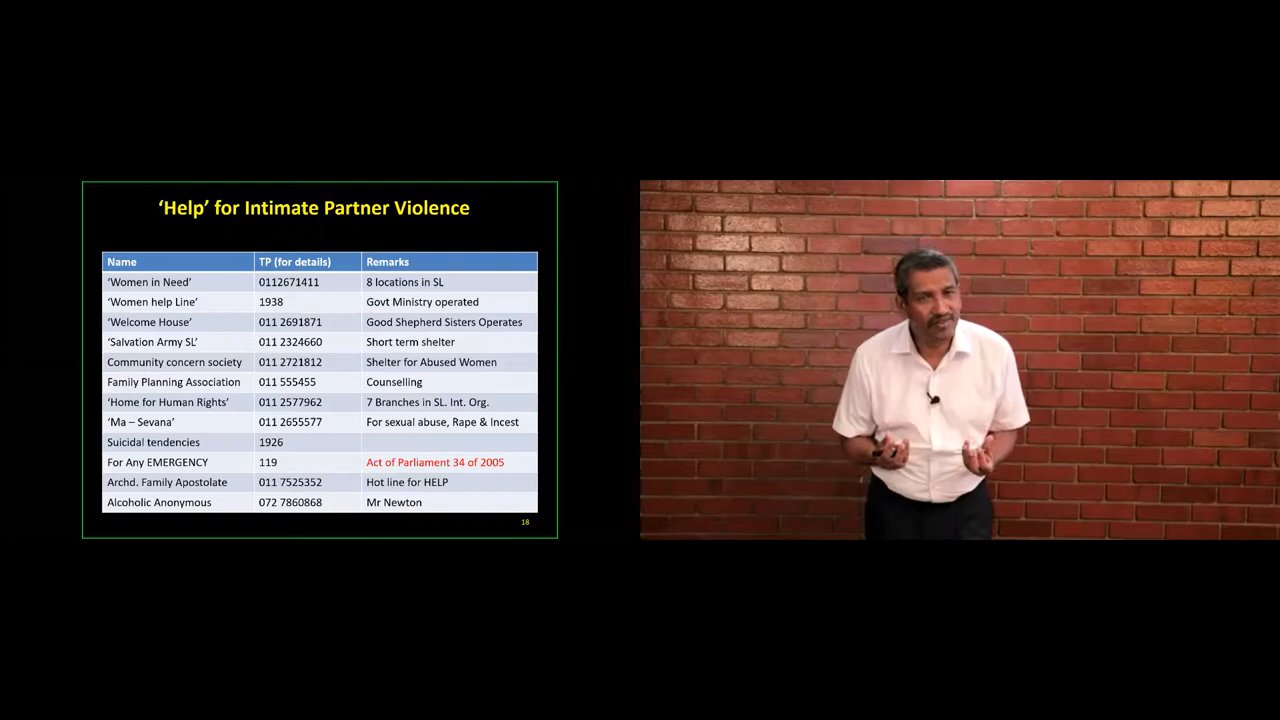 ‘Help’ for Intimate Partner Violence
Name TP (for details) Remarks
‘Women in Need’ 0112671411 8 locations in SL
‘Women help Line’ 1938 Govt Ministry operated
‘Welcome House’ 011 2691871 Good Shepherd Sisters Operates
‘Salvation Army SL’ 011 2324660 Short term shelter
Community concern society 011 2721812 Shelter for Abused Women
Family Planning Association 011 555455 Counselling
‘Home for Human Rights’ 011 2577962 7 Branches in SL. Int. Org.
‘Ma – Sevana’ 011 2655577 For sexual abuse, Rape & Incest
Suicidal tendencies 1926
For Any EMERGENCY 119 Act of Parliament 34 of 2005
Archd. Family Apostolate 011 7525352 Hot line for HELP
Alcoholic Anonymous 072 7860868 Mr Newton
18